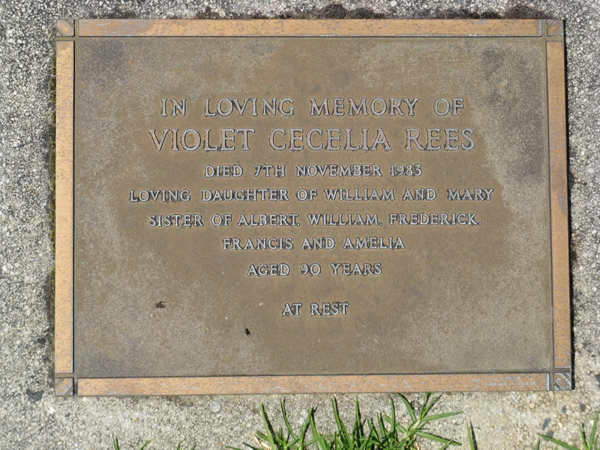 IN LOVING MEMORY OF
VIOLET CECELIA REES
DIED 7TH NOVEMBER 1983
LOVING DAUGHTER OF WILLIAM AND MARY
SISTER OF ALBERT, WILLIAM, FREDERICK,
FRANCIS AND AMELIA
AGED 90 YEARS
AT REST